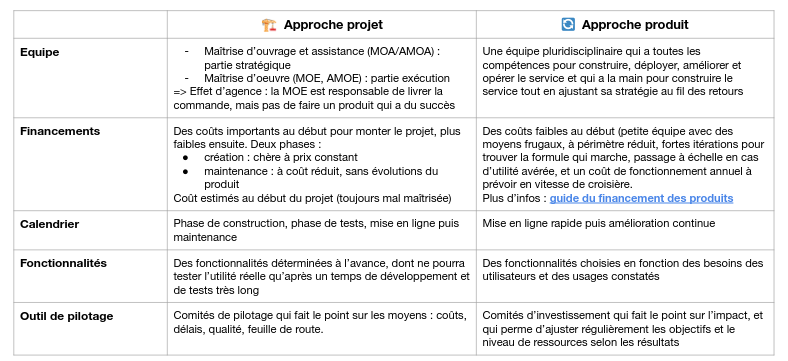 🏗️ Approche projet
🔄 Approche produit
Equipe
- Maîtrise d'ouvrage et assistance (MOA/AMOA) :
partie stratégique
- Maîtrise d'oeuvre (MOE, AMOE) : partie exécution
=> Effet d'agence : la MOE est responsable de livrer la
commande, mais pas de faire un produit qui a du succès
Une équipe pluridisciplinaire qui a toutes les
compétences pour construire, déployer, améliorer et
opérer le service et qui a la main pour construire le
service tout en ajustant sa stratégie au fil des retours
Financements
Des coûts importants au début pour monter le projet, plus
faibles ensuite. Deux phases :
● création : chère à prix constant
● maintenance : à coût réduit, sans évolutions du
produit
Coût estimés au début du projet (toujours mal maîtrisée)
Des coûts faibles au début (petite équipe avec des
moyens frugaux, à périmètre réduit, fortes itérations pour
trouver la formule qui marche, passage à échelle en cas
d'utilité avérée, et un coût de fonctionnement annuel à
prévoir en vitesse de croisière.
Plus d'infos : guide du financement des produits
Calendrier
Phase de construction, phase de tests, mise en ligne puis
maintenance
Mise en ligne rapide puis amélioration continue
Fonctionnalités
Des fonctionnalités déterminées à l'avance, dont ne pourra
tester l'utilité réelle qu'après un temps de développement et
de tests très long
Des fonctionnalités choisies en fonction des besoins des
utilisateurs et des usages constatés
Outil de pilotage
Comités de pilotage qui fait le point sur les moyens : coûts,
délais, qualité, feuille de route.
Comités d'investissement qui fait le point sur l'impact, et
qui perme d'ajuster régulièrement les objectifs et le
niveau de ressources selon les résultats